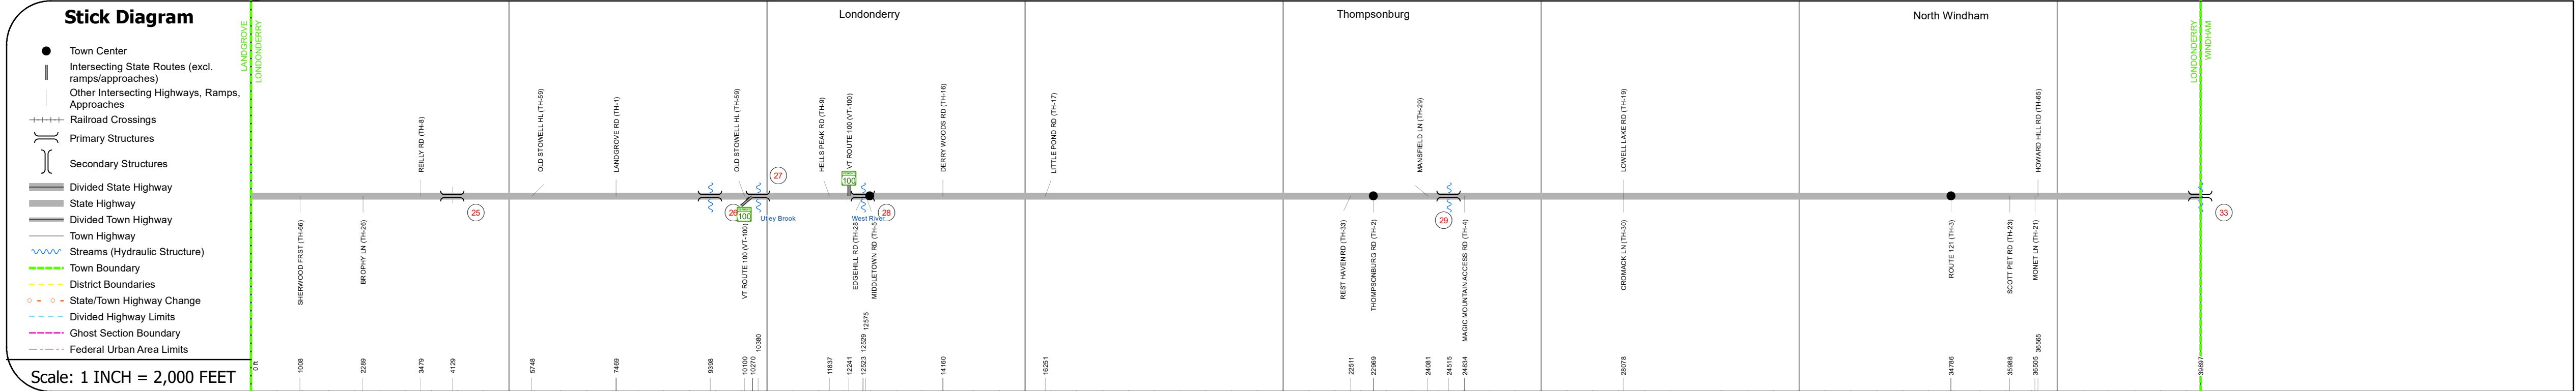 Stick Diagram
Town Center
Intersecting State Routes (excl.
ramps/approaches)
Other Intersecting Highways, Ramps,
Approaches
Railroad Crossings
Primary Structures
Secondary Structures
Divided State Highway
State Highway
Divided Town Highway
Town Highway
Streams (Hydraulic Structure)
Town Boundary
District Boundaries
State/Town Highway Change
Divided Highway Limits
Ghost Section Boundary
Federal Urban Area Limits
Scale: 1 INCH = 2,000 FEET
Londonderry
Thompsonburg
North Windham
LANDGROVE
LONDONDERRY
LONDONDERRY
WINDHAM
REILLY RD (TH-8)
OLD STOWELL HL (TH-59)
LANDGROVE RD (TH-1)
OLD STOWELL HL (TH-59)
HELLS PEAK RD (TH-9)
VT ROUTE 100 (VT-100)
DERRY WOODS RD (TH-16)
LITTLE POND RD (TH-17)
MANSFIELD LN (TH-29)
LOWELL LAKE RD (TH-19)
HOWARD HILL RD (TH-65)
25
26
27
28
29
33
100
100
Utley Brook
West River
SHERWOOD FRST (TH-66)
BROPHY LN (TH-26)
VT ROUTE 100 (VT-100)
EDGEHILL RD (TH-28)
MIDDLETOWN RD (TH-5)
REST HAVEN RD (TH-33)
THOMPSONBURG RD (TH-2)
MAGIC MOUNTAIN ACCESS RD (TH-4)
CROMACK LN (TH-30)
ROUTE 121 (TH-3)
SCOTT PET RD (TH-23)
MONET LN (TH-21)
0 ft
1008
2289
3479
4129
5748
7469
9398
10100
10270
10380
11837
12241
12523
12529
12575
14160
16251
22511
22969
24081
24515
24834
28078
34786
35988
36505
36565
39897